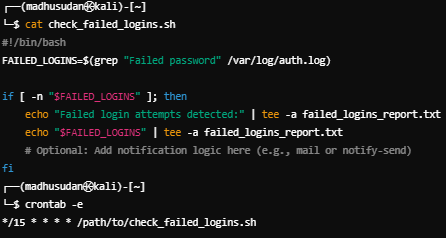 ┌──(madhusudan㉿kali)-[~]
└─$ cat check_failed_logins.sh
#!/bin/bash
FAILED_LOGINS=$(grep "Failed password" /var/log/auth.log)
if [ -n "$FAILED_LOGINS" ]; then
    echo "Failed login attempts detected:" | tee -a failed_logins_report.txt
    echo "$FAILED_LOGINS" | tee -a failed_logins_report.txt
    # Optional: Add notification logic here (e.g., mail or notify-send)
fi
┌──(madhusudan㉿kali)-[~]
└─$ crontab -e
*/15 * * * * /path/to/check_failed_logins.sh